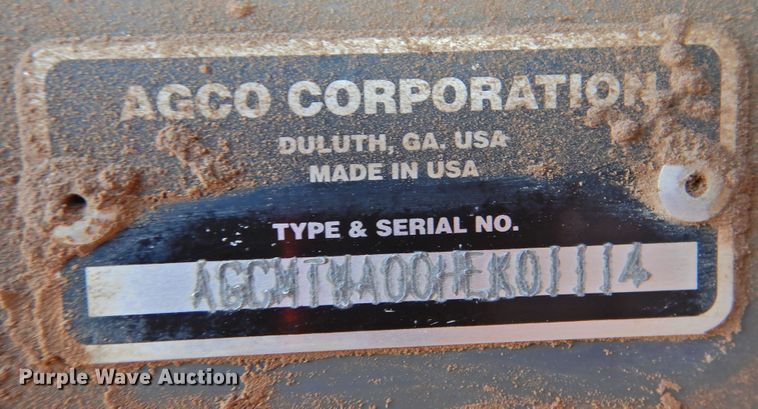 AGCO CORPORATION
DULUTH, GA. USA
MADE IN USA
TYPE & SERIAL NO.
AGCMTWA00HEK01114
Purple Wave Auction